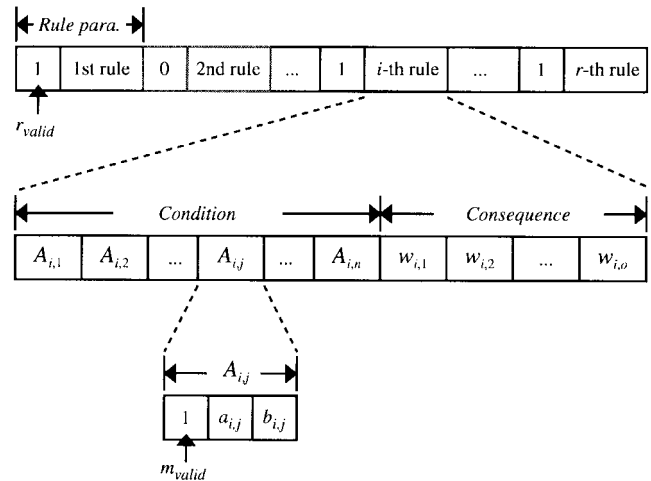 Rule para.
1 1st rule 0 2nd rule ... 1 i-th rule ... 1 r-th rule
r_valid
Condition Consequence
A_{i,1} A_{i,2} ... A_{i,j} ... A_{i,n} w_{i,1} w_{i,2} ... w_{i,o}
A_{i,j}
1 a_{i,j} b_{i,j}
m_valid